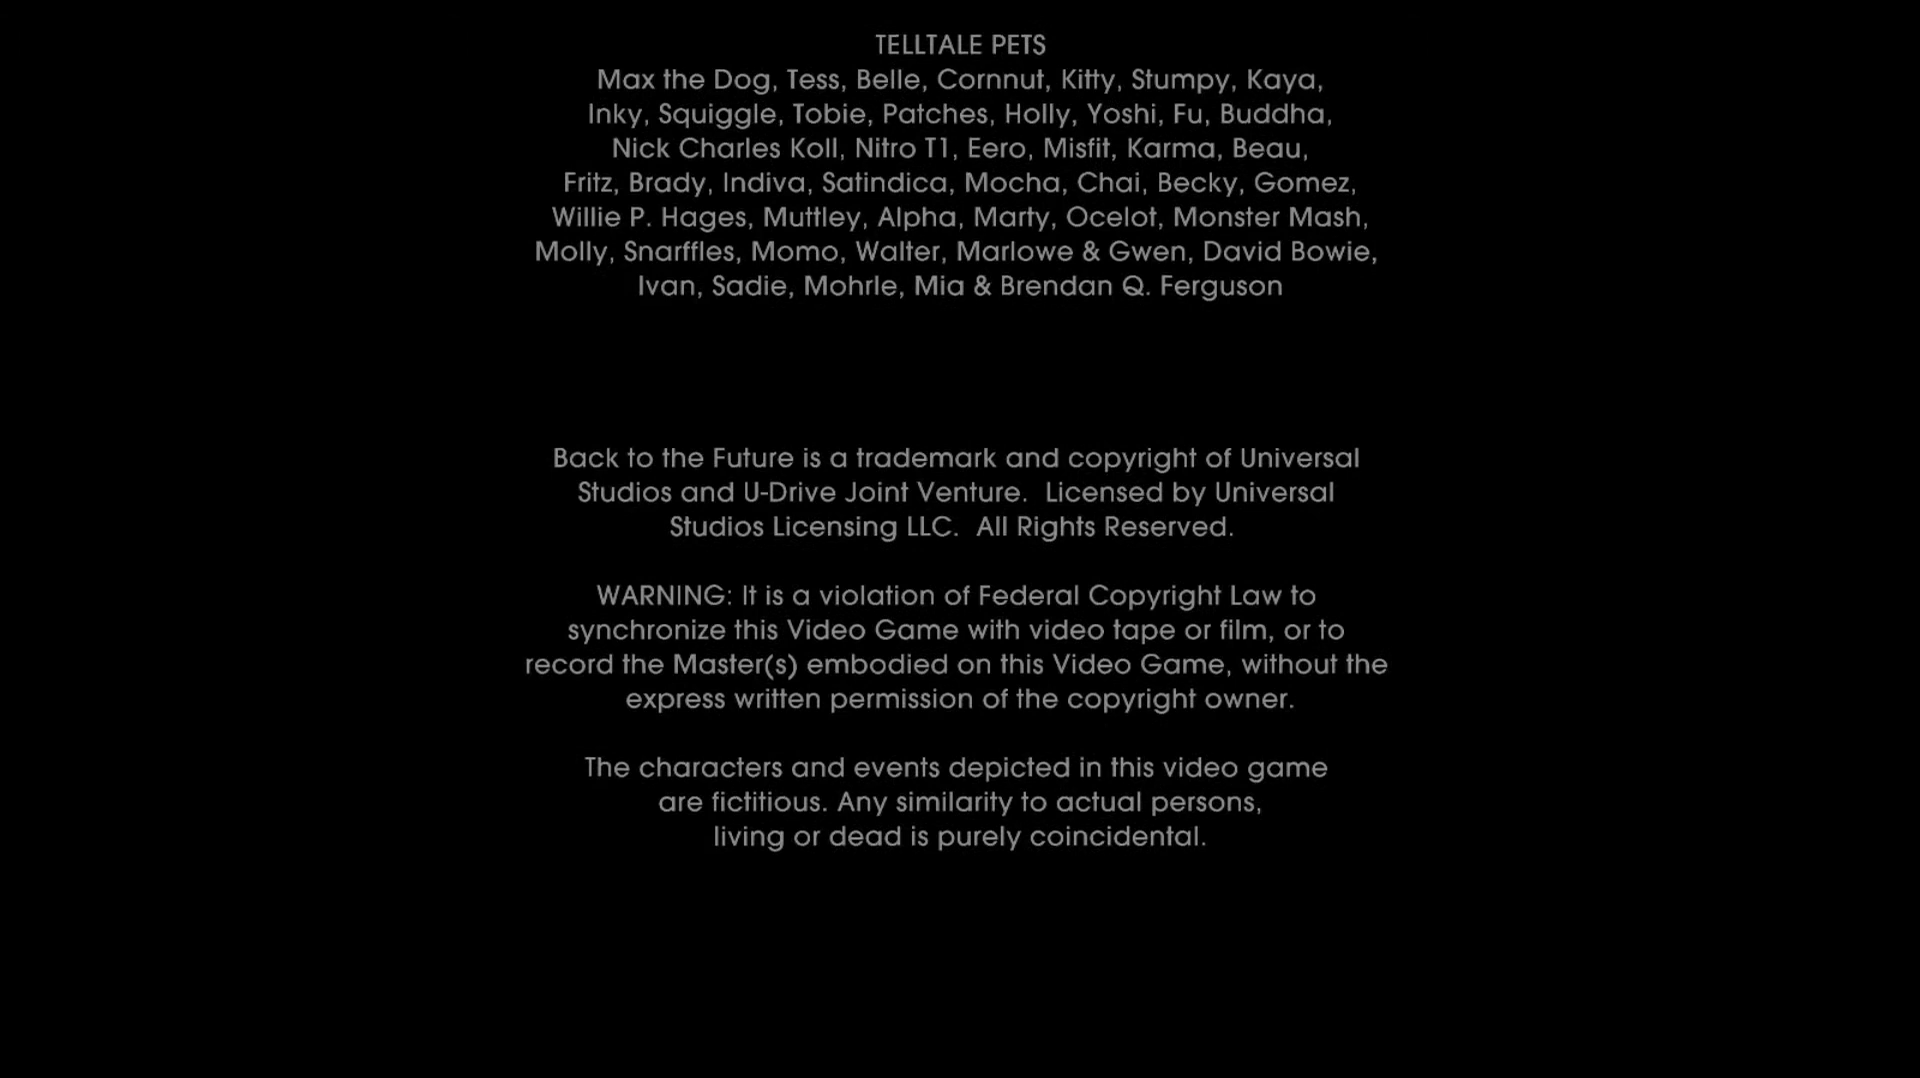 TELLTALE PETS
Max the Dog, Tess, Belle, Cornnut, Kitty, Stumpy, Kaya,
Inky, Squiggle, Tobie, Patches, Holly, Yoshi, Fu, Buddha,
Nick Charles Koll, Nitro T1, Eero, Misfit, Karma, Beau,
Fritz, Brady, Indiva, Satindica, Mocha, Chai, Becky, Gomez,
Willie P. Hages, Muttley, Alpha, Marty, Ocelot, Monster Mash,
Molly, Snarffles, Momo, Walter, Marlowe & Gwen, David Bowie,
Ivan, Sadie, Mohrle, Mia & Brendan Q. Ferguson
Back to the Future is a trademark and copyright of Universal
Studios and U-Drive Joint Venture.  Licensed by Universal
Studios Licensing LLC.  All Rights Reserved.
WARNING: It is a violation of Federal Copyright Law to
synchronize this Video Game with video tape or film, or to
record the Master(s) embodied on this Video Game, without the
express written permission of the copyright owner.
The characters and events depicted in this video game
are fictitious. Any similarity to actual persons,
living or dead is purely coincidental.